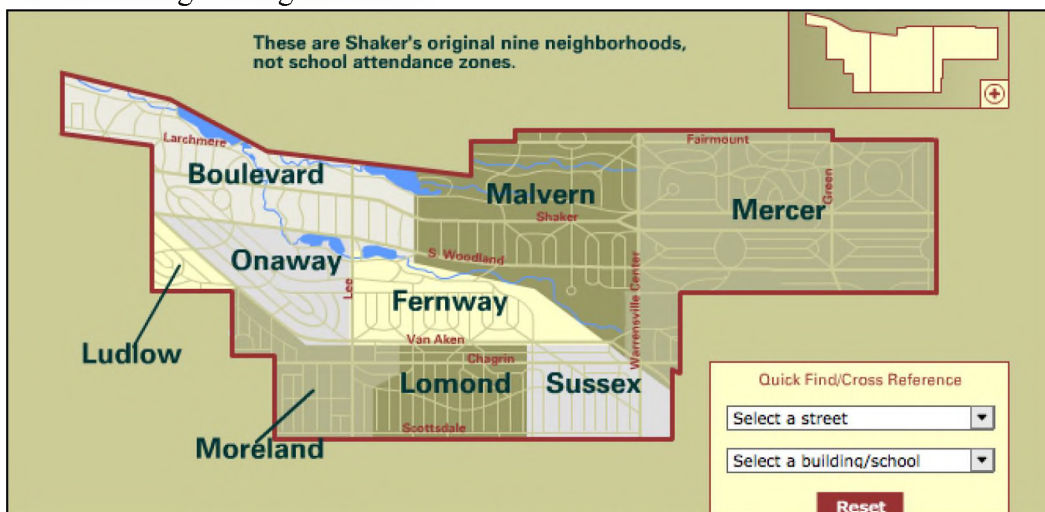 These are Shaker's original nine neighborhoods,
not school attendance zones.
Larchmere
Fairmount
Boulevard
Malvern
Green
Mercer
Shaker
Onaway
S Woodland
Warrensville Center
Lee
Fernway
Ludlow
Van Aken
Chagrin
Lomond
Sussex
Scottsdale
Moreland
Quick Find/Cross Reference
Select a street
Select a building/school
Reset